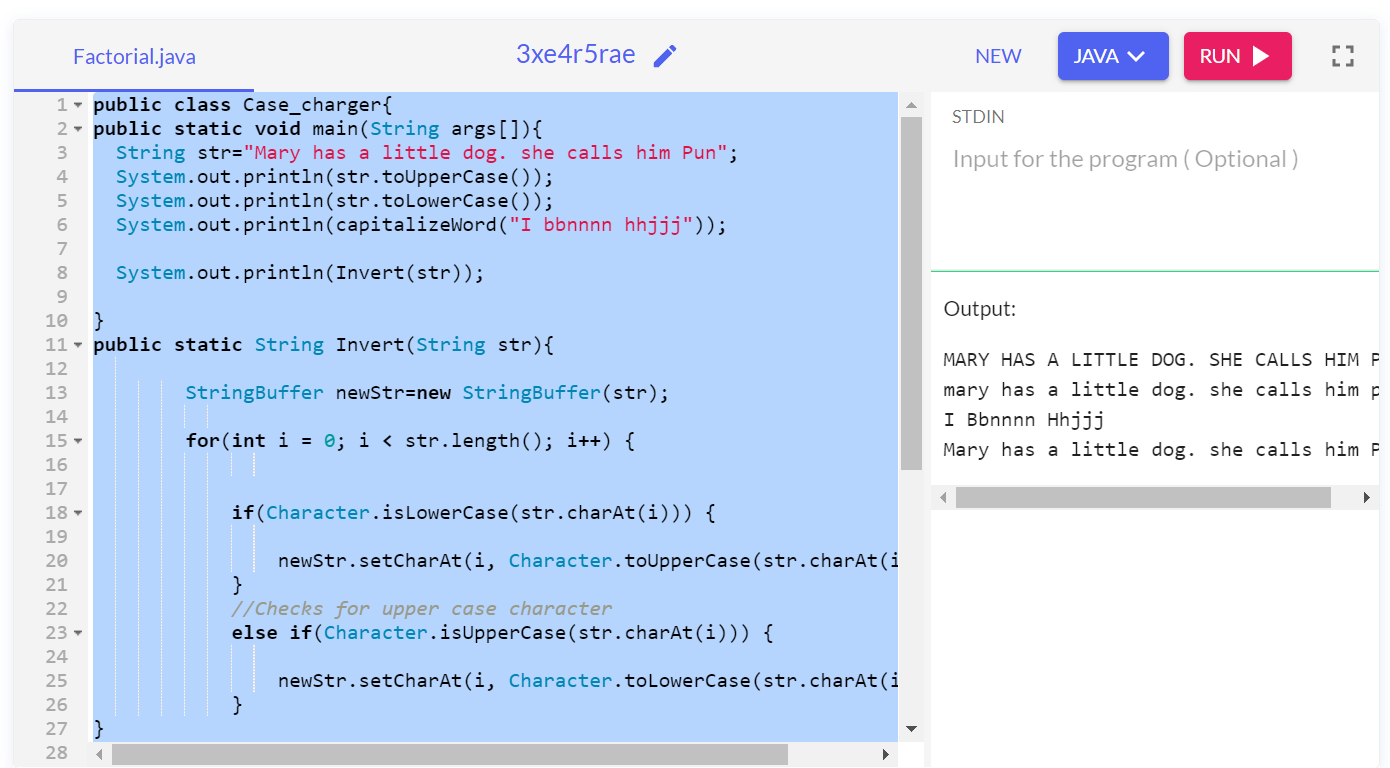 Factorial.java
3xe4r5rae
NEW
JAVA
RUN
1 public class Case_charger{
2 public static void main(String args[]){
3 String str="Mary has a little dog. she calls him Pun";
4 System.out.println(str.toUpperCase());
5 System.out.println(str.toLowerCase());
6 System.out.println(capitalizeWord("I bbnnnn hhjjj"));
7
8 System.out.println(Invert(str));
9
10 }
11 public static String Invert(String str){
12
13 StringBuffer newStr=new StringBuffer(str);
14
15 for(int i = 0; i < str.length(); i++) {
16
17
18 if(Character.isLowerCase(str.charAt(i))) {
19
20 newStr.setCharAt(i, Character.toUpperCase(str.charAt(i
21 }
22 //Checks for upper case character
23 else if(Character.isUpperCase(str.charAt(i))) {
24
25 newStr.setCharAt(i, Character.toLowerCase(str.charAt(i
26 }
27 }
28
STDIN
Input for the program ( Optional )
Output:
MARY HAS A LITTLE DOG. SHE CALLS HIM P
mary has a little dog. she calls him p
I Bbnnnn Hhjjj
Mary has a little dog. she calls him P